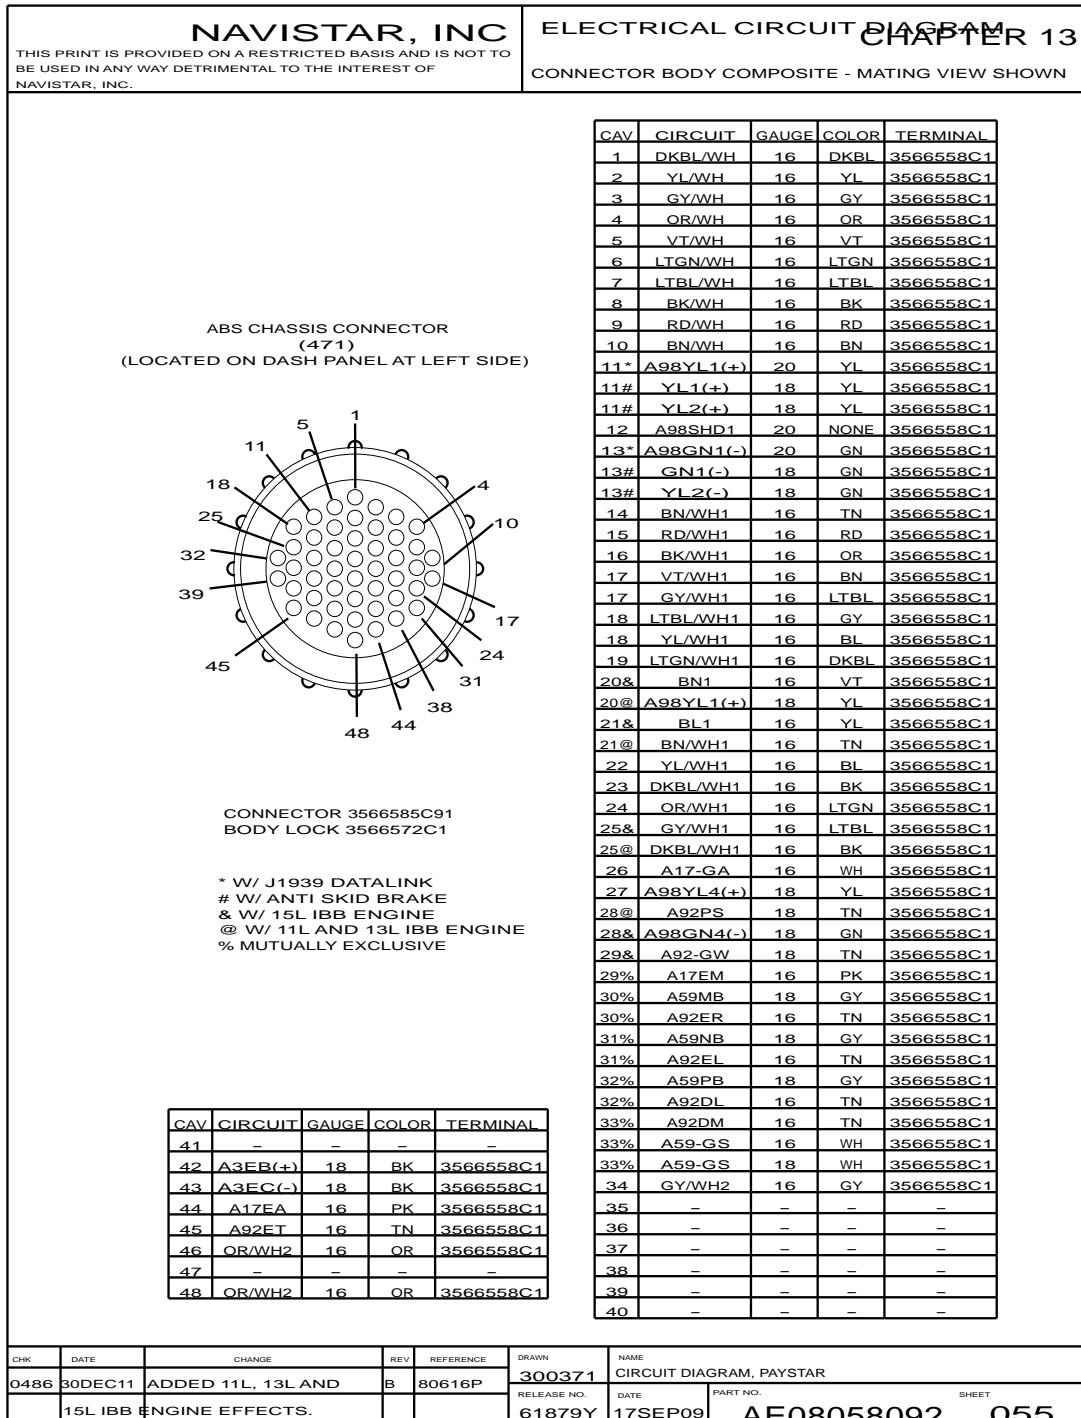 NAVISTAR, INC
THIS PRINT IS PROVIDED ON A RESTRICTED BASIS AND IS NOT TO
BE USED IN ANY WAY DETRIMENTAL TO THE INTEREST OF
NAVISTAR, INC.
ELECTRICAL CIRCUIT DIAGRAM
CHAPTER 13
CONNECTOR BODY COMPOSITE - MATING VIEW SHOWN
ABS CHASSIS CONNECTOR
(471)
(LOCATED ON DASH PANEL AT LEFT SIDE)
1
5
11
18
4
25
10
32
39
17
45
24
31
38
44
48
CONNECTOR 3566585C91
BODY LOCK 3566572C1
* W/ J1939 DATALINK
# W/ ANTI SKID BRAKE
& W/ 15L IBB ENGINE
@ W/ 11L AND 13L IBB ENGINE
% MUTUALLY EXCLUSIVE
CAV CIRCUIT GAUGE COLOR TERMINAL
1 DKBL/WH 16 DKBL 3566558C1
2 YL/WH 16 YL 3566558C1
3 GY/WH 16 GY 3566558C1
4 OR/WH 16 OR 3566558C1
5 VT/WH 16 VT 3566558C1
6 LTGN/WH 16 LTGN 3566558C1
7 LTBL/WH 16 LTBL 3566558C1
8 BK/WH 16 BK 3566558C1
9 RD/WH 16 RD 3566558C1
10 BN/WH 16 BN 3566558C1
11* A98YL1(+) 20 YL 3566558C1
11# YL1(+) 18 YL 3566558C1
11# YL2(+) 18 YL 3566558C1
12 A98SHD1 20 NONE 3566558C1
13* A98GN1(-) 20 GN 3566558C1
13# GN1(-) 18 GN 3566558C1
13# YL2(-) 18 GN 3566558C1
14 BN/WH1 16 TN 3566558C1
15 RD/WH1 16 RD 3566558C1
16 BK/WH1 16 OR 3566558C1
17 VT/WH1 16 BN 3566558C1
17 GY/WH1 16 LTBL 3566558C1
18 LTBL/WH1 16 GY 3566558C1
18 YL/WH1 16 BL 3566558C1
19 LTGN/WH1 16 DKBL 3566558C1
20& BN1 16 VT 3566558C1
20@ A98YL1(+) 18 YL 3566558C1
21& BL1 16 YL 3566558C1
21@ BN/WH1 16 TN 3566558C1
22 YL/WH1 16 BL 3566558C1
23 DKBL/WH1 16 BK 3566558C1
24 OR/WH1 16 LTGN 3566558C1
25& GY/WH1 16 LTBL 3566558C1
25@ DKBL/WH1 16 BK 3566558C1
26 A17-GA 16 WH 3566558C1
27 A98YL4(+) 18 YL 3566558C1
28@ A92PS 18 TN 3566558C1
28& A98GN4(-) 18 GN 3566558C1
29& A92-GW 18 TN 3566558C1
29% A17EM 16 PK 3566558C1
30% A59MB 18 GY 3566558C1
30% A92ER 16 TN 3566558C1
31% A59NB 18 GY 3566558C1
31% A92EL 16 TN 3566558C1
32% A59PB 18 GY 3566558C1
32% A92DL 16 TN 3566558C1
33% A92DM 16 TN 3566558C1
33% A59-GS 16 WH 3566558C1
33% A59-GS 18 WH 3566558C1
34 GY/WH2 16 GY 3566558C1
35 – – – –
36 – – – –
37 – – – –
38 – – – –
39 – – – –
40 – – – –
CAV CIRCUIT GAUGE COLOR TERMINAL
41 – – – –
42 A3EB(+) 18 BK 3566558C1
43 A3EC(-) 18 BK 3566558C1
44 A17EA 16 PK 3566558C1
45 A92ET 16 TN 3566558C1
46 OR/WH2 16 OR 3566558C1
47 – – – –
48 OR/WH2 16 OR 3566558C1
CHK DATE CHANGE REV REFERENCE
0486 30DEC11 ADDED 11L, 13L AND B 80616P
15L IBB ENGINE EFFECTS.
DRAWN
300371
NAME
CIRCUIT DIAGRAM, PAYSTAR
RELEASE NO.
61879Y
DATE
17SEP09
PART NO.
AE08058092
SHEET
055